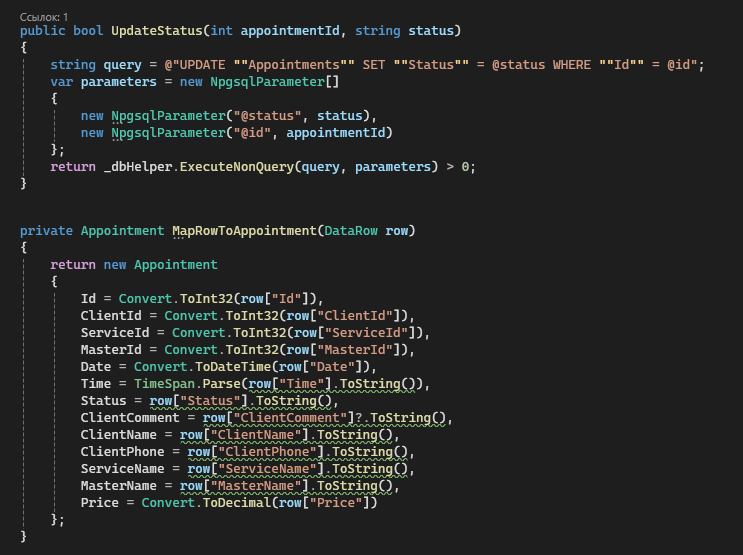 Ссылок: 1
public bool UpdateStatus(int appointmentId, string status)
{
    string query = @"UPDATE ""Appointments"" SET ""Status"" = @status WHERE ""Id"" = @id";
    var parameters = new NpgsqlParameter[]
    {
        new NpgsqlParameter("@status", status),
        new NpgsqlParameter("@id", appointmentId)
    };
    return _dbHelper.ExecuteNonQuery(query, parameters) > 0;
}
private Appointment MapRowToAppointment(DataRow row)
{
    return new Appointment
    {
        Id = Convert.ToInt32(row["Id"]),
        ClientId = Convert.ToInt32(row["ClientId"]),
        ServiceId = Convert.ToInt32(row["ServiceId"]),
        MasterId = Convert.ToInt32(row["MasterId"]),
        Date = Convert.ToDateTime(row["Date"]),
        Time = TimeSpan.Parse(row["Time"].ToString()),
        Status = row["Status"].ToString(),
        ClientComment = row["ClientComment"]?.ToString(),
        ClientName = row["ClientName"].ToString(),
        ClientPhone = row["ClientPhone"].ToString(),
        ServiceName = row["ServiceName"].ToString(),
        MasterName = row["MasterName"].ToString(),
        Price = Convert.ToDecimal(row["Price"])
    };
}